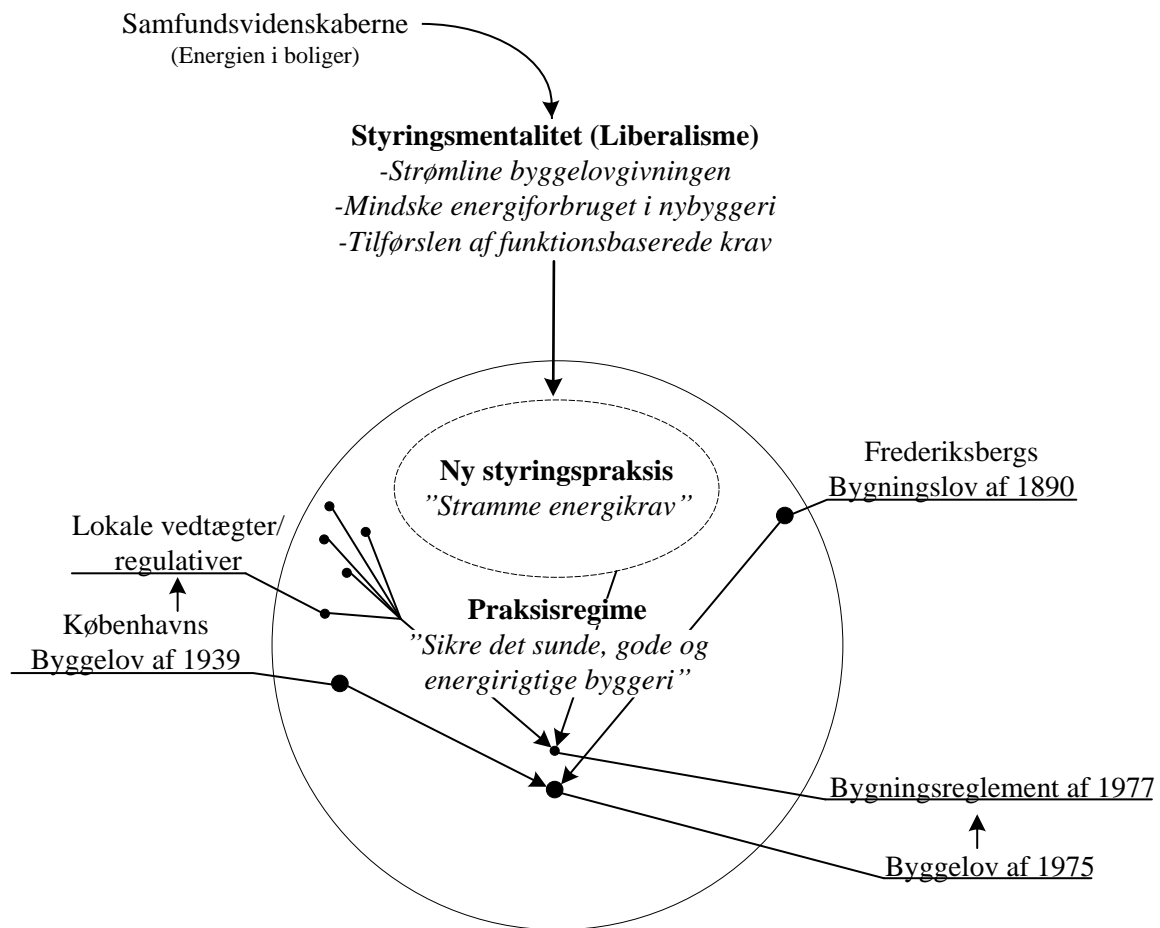 Samfundsvidenskaberne
(Energien i boliger)
Styringsmentalitet (Liberalisme)
-Strømline byggelovgivningen
-Mindske energiforbruget i nybyggeri
-Tilførslen af funktionsbaserede krav
Ny styringspraksis
”Stramme energikrav”
Frederiksbergs
Bygningslov af 1890
Lokale vedtægter/
regulativer
Københavns
Byggelov af 1939
Praksisregime
”Sikre det sunde, gode og
energirigtige byggeri”
Bygningsreglement af 1977
Byggelov af 1975